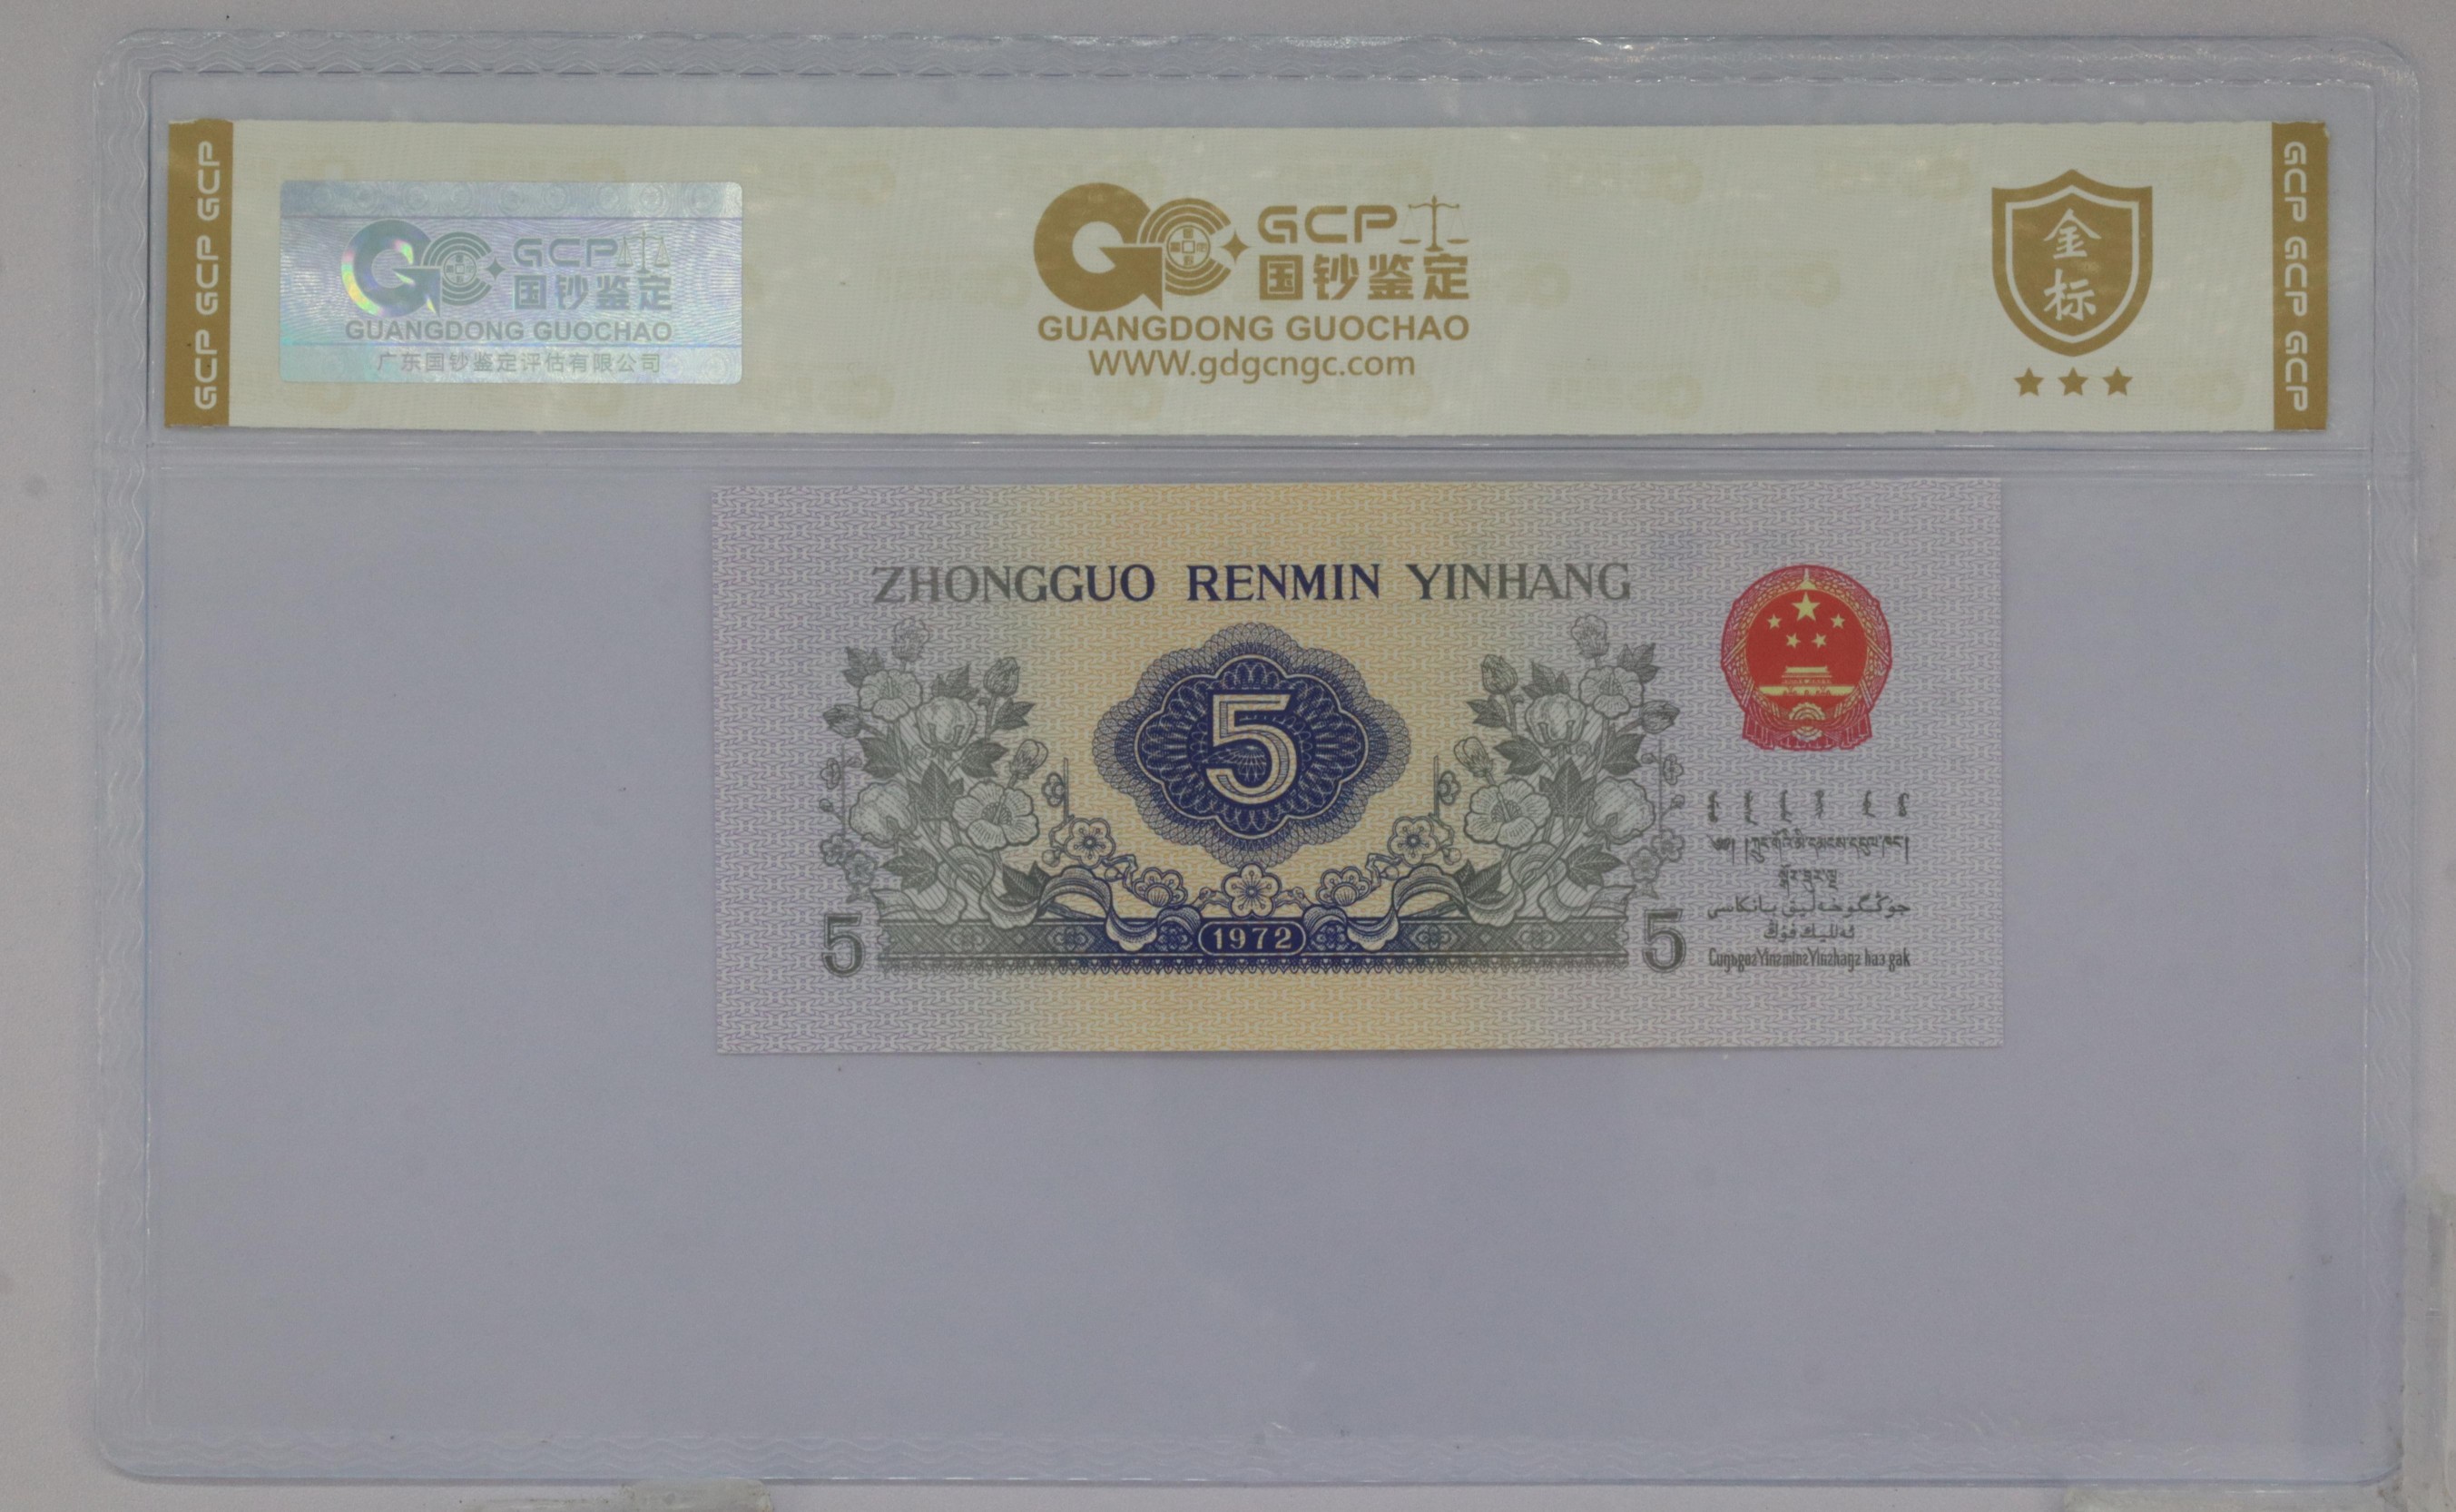 GCP GCP GCP
GCP
国钞鉴定
GUANGDONG GUOCHAO
广东国钞鉴定评估有限公司
GCP
国钞鉴定
GUANGDONG GUOCHAO
WWW.gdgcngc.com
金
标
GCP GCP GCP
ZHONGGUO RENMIN YINHANG
5
5
1972
5